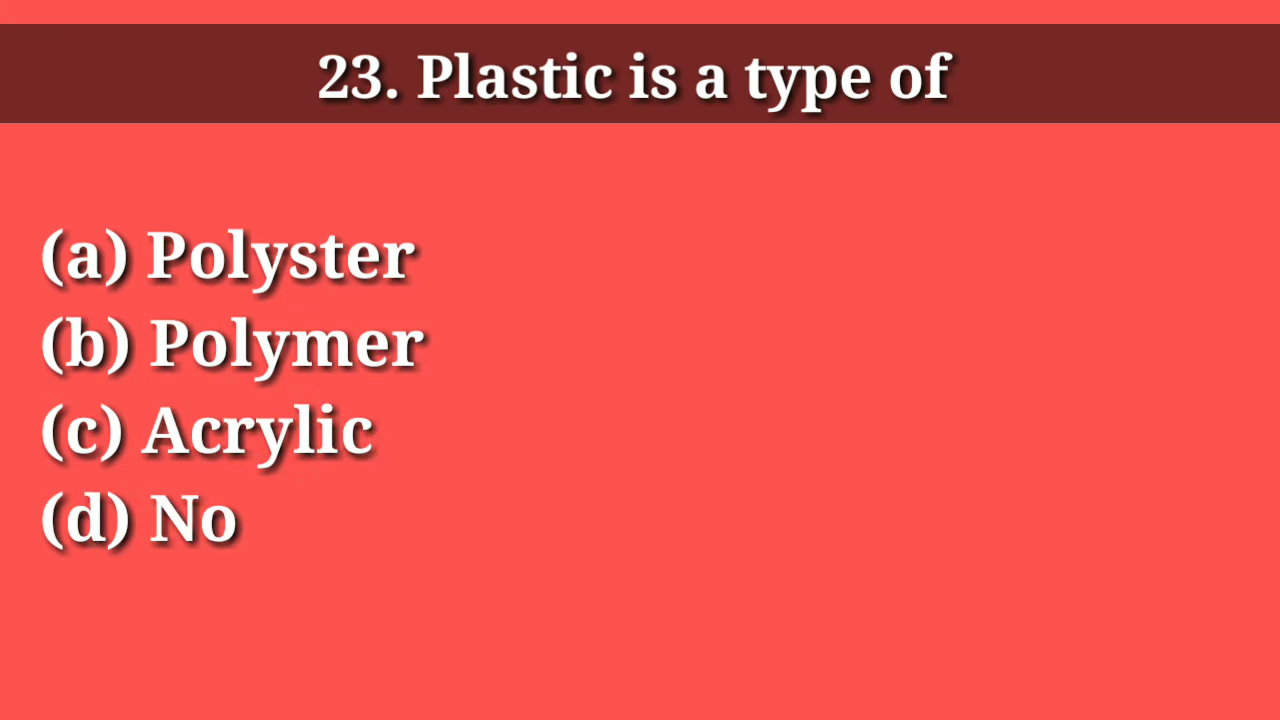 23. Plastic is a type of
(a) Polyster
(b) Polymer
(c) Acrylic
(d) No